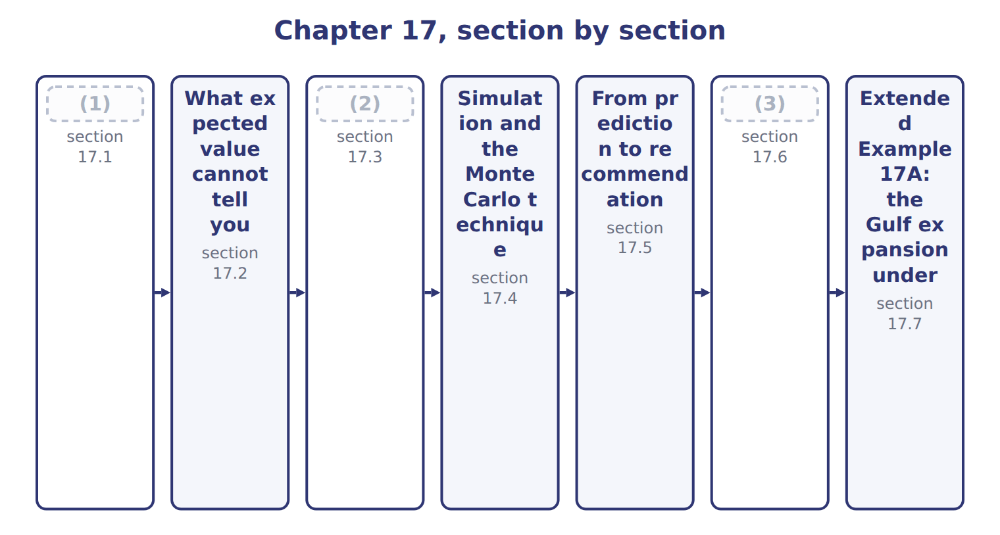 Chapter 17, section by section
(1)
section
17.1
What ex
pected
value
cannot
tell
you
section
17.2
(2)
section
17.3
Simulat
ion and
the
Monte
Carlo t
echniqu
e
section
17.4
From pr
edictio
n to re
commend
ation
section
17.5
(3)
section
17.6
Extende
d
Example
17A:
the
Gulf ex
pansion
under
section
17.7